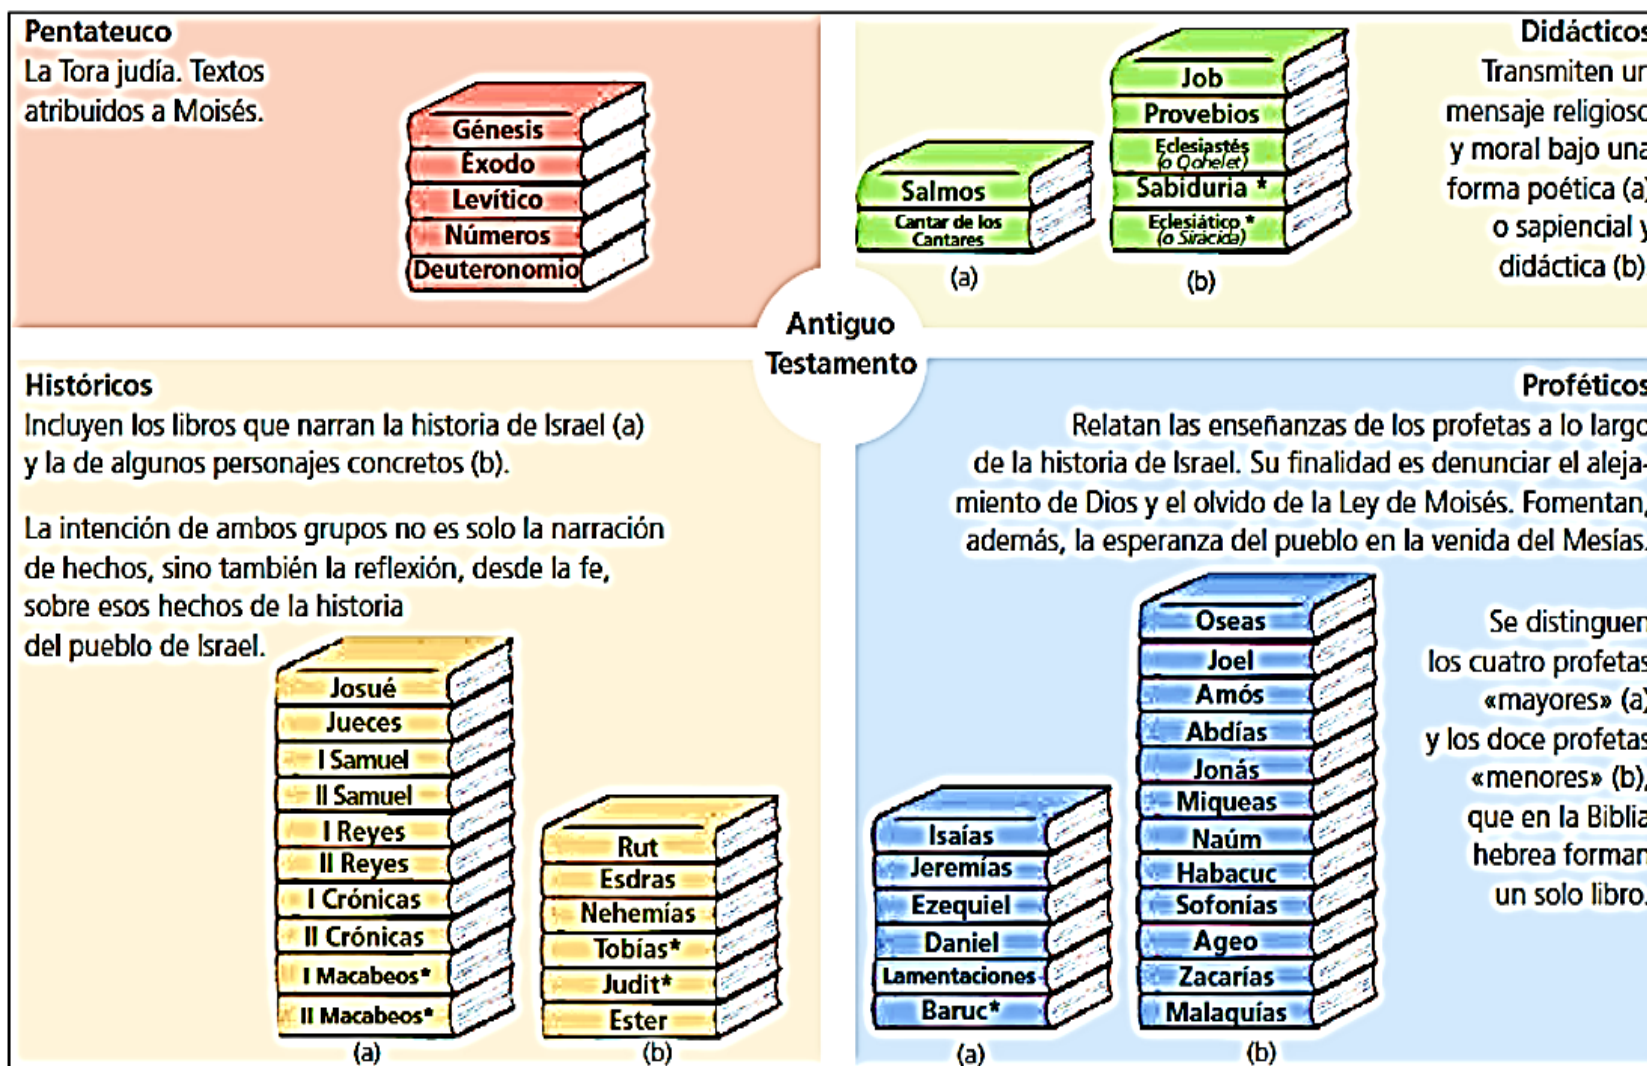 Pentateuco
La Tora judía. Textos
atribuidos a Moisés.
Génesis
Éxodo
Levítico
Números
Deuteronomio
Didácticos
Transmiten un
mensaje religioso
y moral bajo una
forma poética (a)
o sapiencial y
didáctica (b)
Salmos
Cantar de los
Cantares
(a)
Job
Provebios
Eclesiastés
(o Qohelet)
Sabiduria *
Eclesiático *
(o Sirácida)
(b)
Antiguo
Testamento
Históricos
Incluyen los libros que narran la historia de Israel (a)
y la de algunos personajes concretos (b).
La intención de ambos grupos no es solo la narración
de hechos, sino también la reflexión, desde la fe,
sobre esos hechos de la historia
del pueblo de Israel.
Josué
Jueces
I Samuel
II Samuel
I Reyes
II Reyes
I Crónicas
II Crónicas
I Macabeos*
II Macabeos*
(a)
Rut
Esdras
Nehemías
Tobías*
Judit*
Ester
(b)
Proféticos
Relatan las enseñanzas de los profetas a lo largo
de la historia de Israel. Su finalidad es denunciar el aleja-
miento de Dios y el olvido de la Ley de Moisés. Fomentan,
además, la esperanza del pueblo en la venida del Mesías.
Se distinguen
los cuatro profetas
«mayores» (a)
y los doce profetas
«menores» (b),
que en la Biblia
hebrea forman
un solo libro.
Isaías
Jeremías
Ezequiel
Daniel
Lamentaciones
Baruc*
(a)
Oseas
Joel
Amós
Abdías
Jonás
Miqueas
Naúm
Habacuc
Sofonías
Ageo
Zacarías
Malaquías
(b)